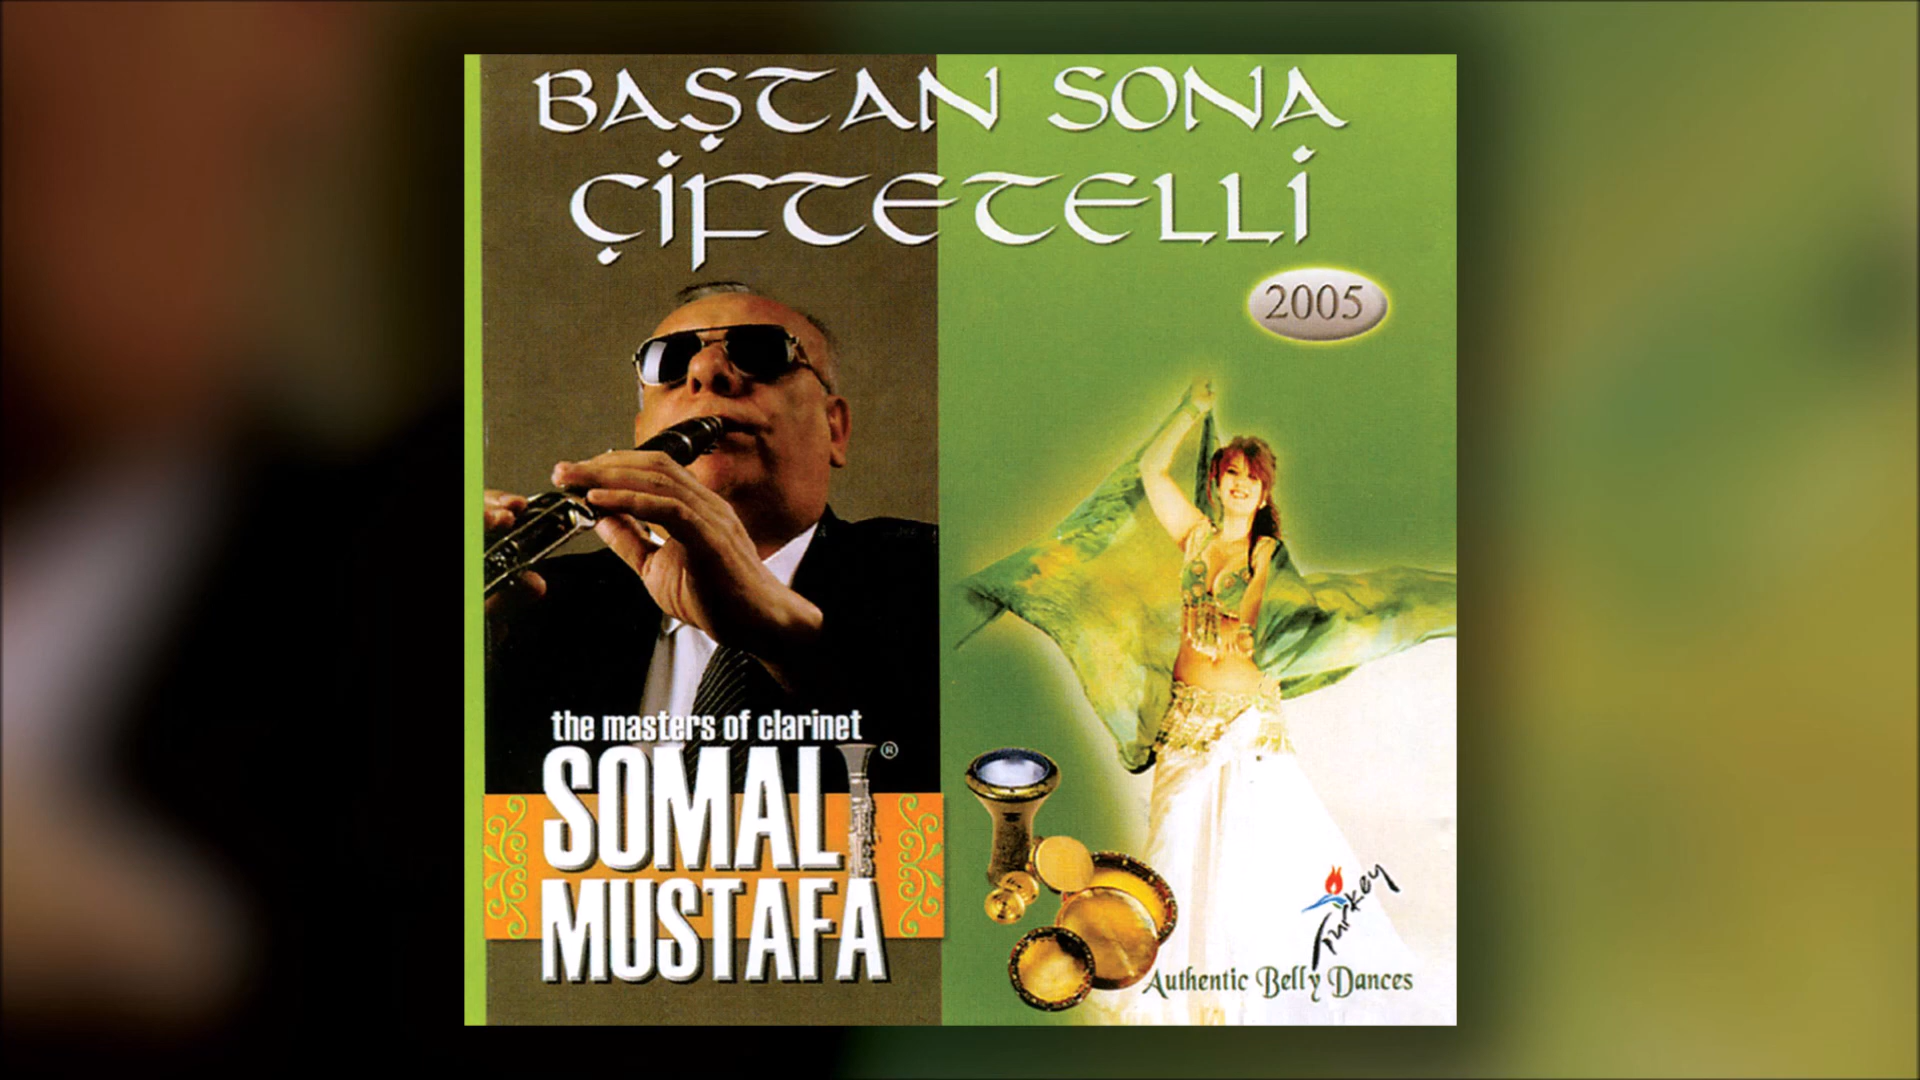 BAŞTAN SONA
ÇİFTETELLİ
2005
the masters of clarinet
SOMALI ®
MUSTAFA
Turkey
Authentic Belly Dances